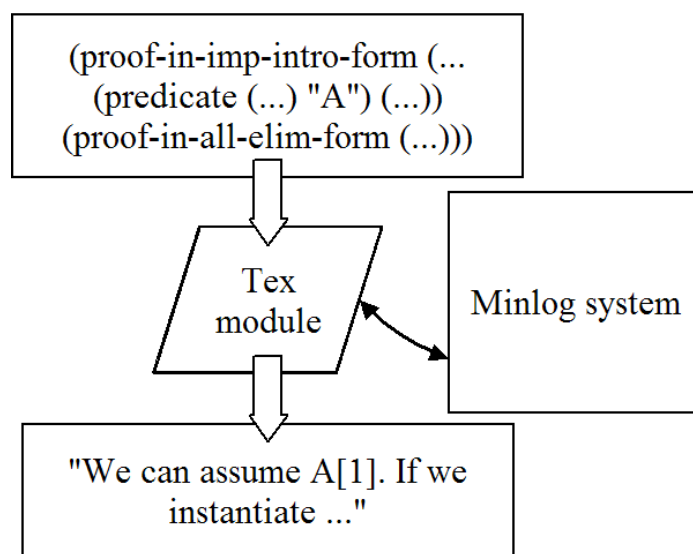 (proof-in-imp-intro-form (...
(predicate (...) "A") (...))
(proof-in-all-elim-form (...)))
Tex
module
Minlog system
"We can assume A[1]. If we
instantiate ..."